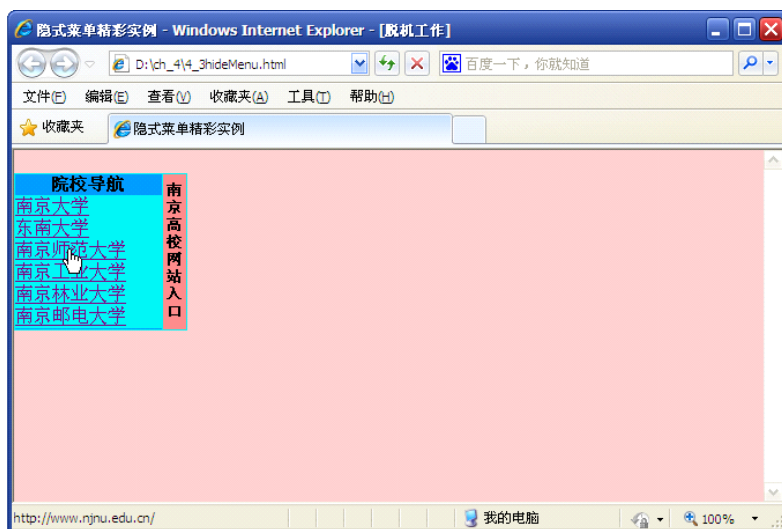 隐式菜单精彩实例 - Windows Internet Explorer - [脱机工作]
D:\ch_4\4_3hideMenu.html
百度一下，你就知道
文件(F) 编辑(E) 查看(V) 收藏夹(A) 工具(T) 帮助(H)
收藏夹 隐式菜单精彩实例
院校导航
南京大学
东南大学
南京师范大学
南京工业大学
南京林业大学
南京邮电大学
南京高校网站入口
http://www.njnu.edu.cn/ 我的电脑 100%